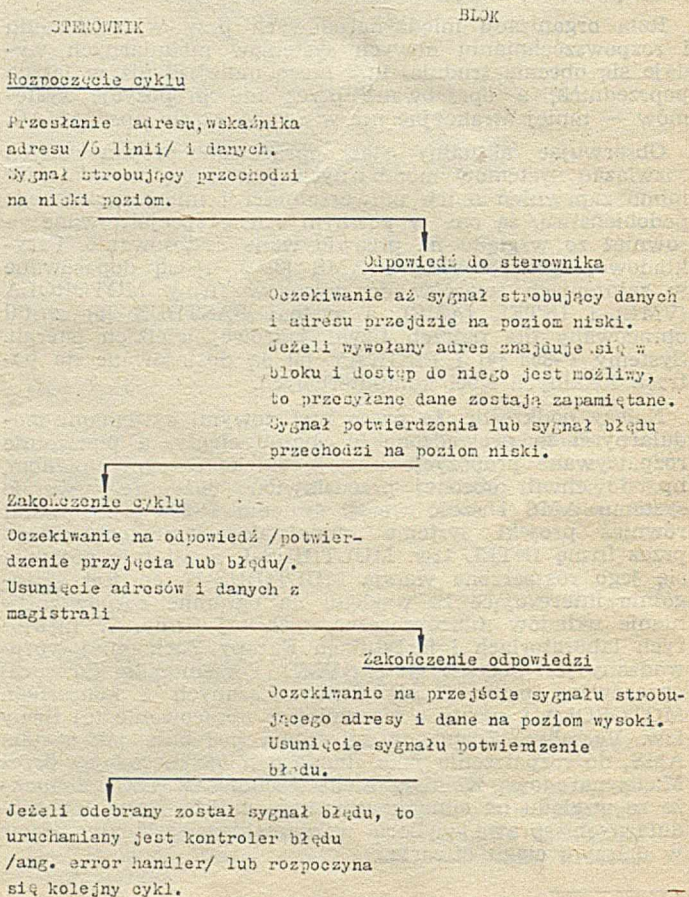 STEROWNIK
BLOK
Rozpoczęcie cyklu
Przesłanie adresu, wskaźnika
adresu /6 linii/ i danych.
Sygnał strobujący przechodzi
na niski poziom.
Odpowiedź do sterownika
Oczekiwanie aż sygnał strobujący danych
i adresu przejdzie na poziom niski.
Jeżeli wywołany adres znajduje się w
bloku i dostęp do niego jest możliwy,
to przesyłane dane zostają zapamiętane.
Sygnał potwierdzenia lub sygnał błędu
przechodzi na poziom niski.
Zakończenie cyklu
Oczekiwanie na odpowiedź /potwier-
dzenie przyjęcia lub błędu/.
Usunięcie adresów i danych z
magistrali
Zakończenie odpowiedzi
Oczekiwanie na przejście sygnału strobu-
jącego adresy i dane na poziom wysoki.
Usunięcie sygnału potwierdzenie
błędu.
Jeżeli odebrany został sygnał błędu, to
uruchamiany jest kontroler błędu
/ang. error handler/ lub rozpoczyna
się kolejny cykl.